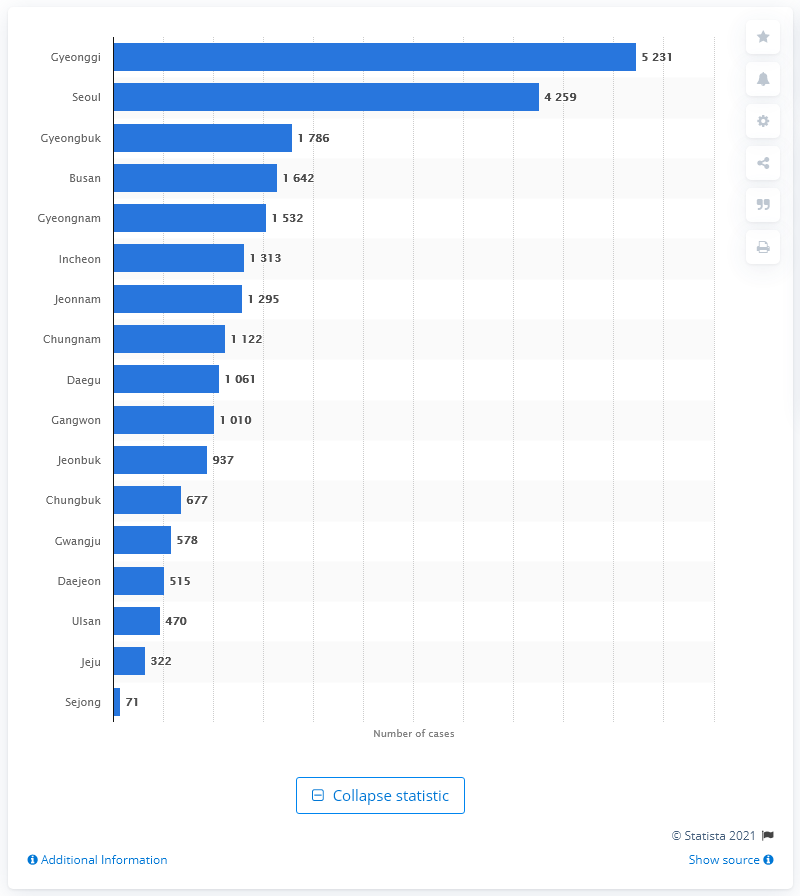 Gyeonggi 5 231
Seoul 4 259
Gyeongbuk 1 786
Busan 1 642
Gyeongnam 1 532
Incheon 1 313
Jeonnam 1 295
Chungnam 1 122
Daegu 1 061
Gangwon 1 010
Jeonbuk 937
Chungbuk 677
Gwangju 578
Daejeon 515
Ulsan 470
Jeju 322
Sejong 71
Number of cases
Collapse statistic
© Statista 2021
Additional Information
Show source